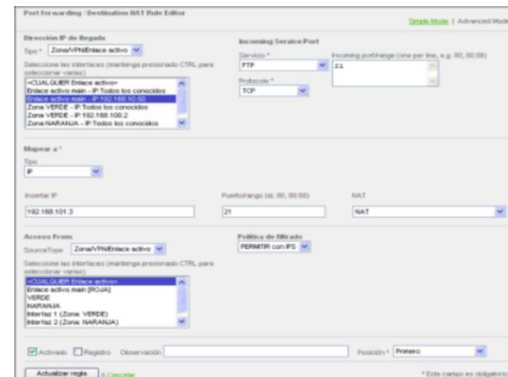 Port forwarding / Destination NAT Rule Editor
Simple Mode | Advanced Mode
Dirección IP de llegada
Tipo * Zona/VPN/Enlace activo
Seleccione las interfaces (mantenga presionado CTRL para seleccionar varias)
<CUALQUIER Enlace activo>
Enlace activo main - IP:Todos los conocidos
Enlace activo main - IP:192.168.10.50
Zona VERDE - IP:Todos los conocidos
Zona VERDE - IP:192.168.100.2
Zona NARANJA - IP:Todos los conocidos
Incoming Service/Port
Servicio *
FTP
Protocolo *
TCP
Incoming port/range (one per line, e.g. 80, 80:88)
21
Mapear a *
Tipo
IP
Insertar IP
192.168.101.3
Puerto/rango (ej. 80, 80:88)
21
NAT
NAT
Access From
SourceType Zona/VPN/Enlace activo
Seleccione las interfaces (mantenga presionado CTRL para seleccionar varias)
<CUALQUIER Enlace activo>
Enlace activo main [ROJA]
VERDE
NARANJA
Interfaz 1 (Zona: VERDE)
Interfaz 2 (Zona: NARANJA)
Política de filtrado
PERMITIR con IPS
Activado Registro Observación
Posición * Primero
Actualizar regla o Cancelar
* Este campo es obligatorio